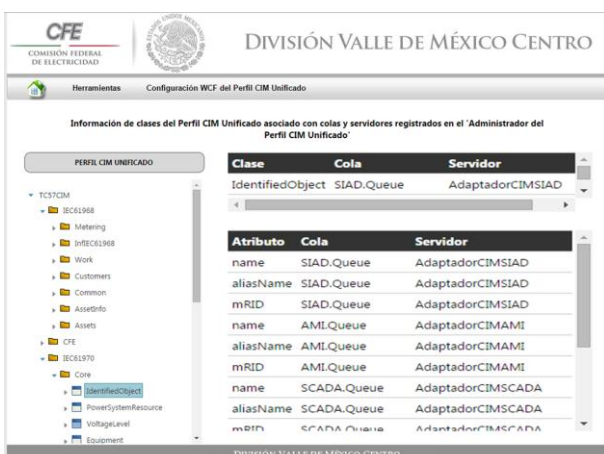 CFE
COMISIÓN FEDERAL
DE ELECTRICIDAD
DIVISIÓN VALLE DE MÉXICO CENTRO
Herramientas Configuración WCF del Perfil CIM Unificado
Información de clases del Perfil CIM Unificado asociado con colas y servidores registrados en el 'Administrador del
Perfil CIM Unificado'
PERFIL CIM UNIFICADO
TC57CIM
IEC61968
Metering
InfIEC61968
Work
Customers
Common
AssetInfo
Assets
CFE
IEC61970
Core
IdentifiedObject
PowerSystemResource
VoltageLevel
Equipment
Clase Cola Servidor
IdentifiedObject SIAD.Queue AdaptadorCIMSIAD
Atributo Cola Servidor
name SIAD.Queue AdaptadorCIMSIAD
aliasName SIAD.Queue AdaptadorCIMSIAD
mRID SIAD.Queue AdaptadorCIMSIAD
name AMI.Queue AdaptadorCIMAMI
aliasName AMI.Queue AdaptadorCIMAMI
mRID AMI.Queue AdaptadorCIMAMI
name SCADA.Queue AdaptadorCIMSCADA
aliasName SCADA.Queue AdaptadorCIMSCADA
mRID SCADA.Queue AdaptadorCIMSCADA
DIVISIÓN VALLE DE MÉXICO CENTRO